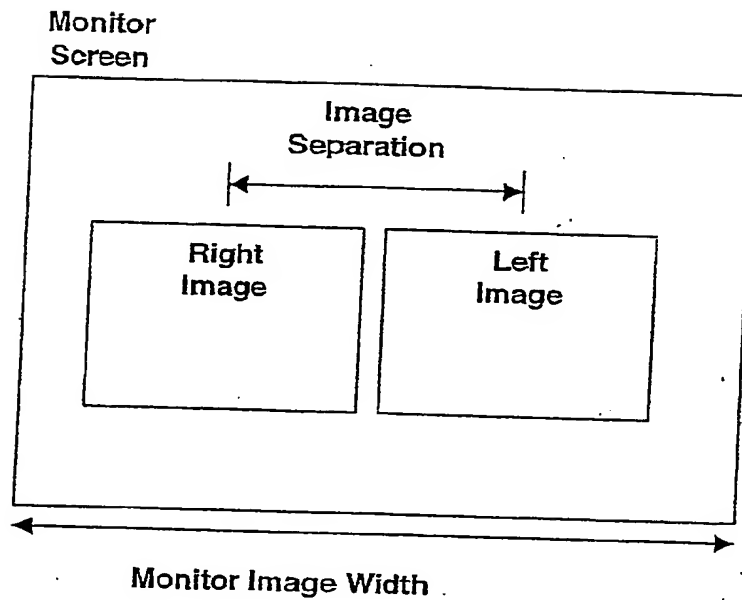 Monitor
Screen
Image
Separation
Right
Image
Left
Image
Monitor Image Width